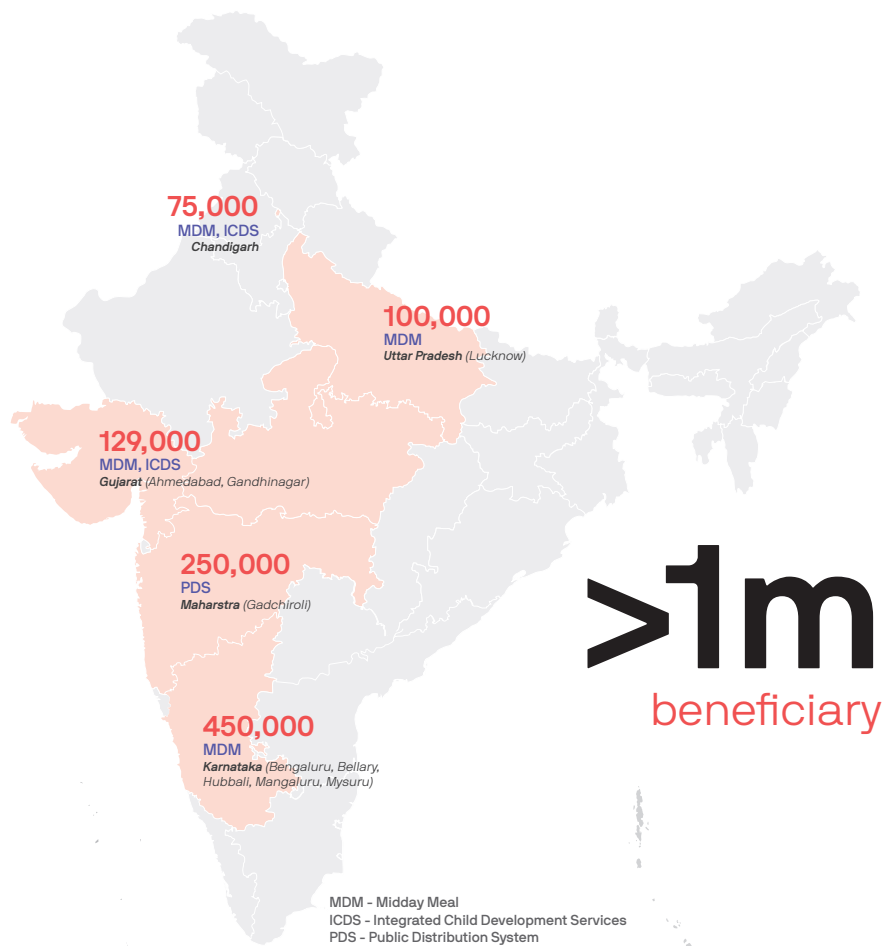 75,000
MDM, ICDS
Chandigarh
100,000
MDM
Uttar Pradesh (Lucknow)
129,000
MDM, ICDS
Gujarat (Ahmedabad, Gandhinagar)
250,000
PDS
Maharstra (Gadchiroli)
>1m
beneficiary
450,000
MDM
Karnataka (Bengaluru, Bellary,
Hubbali, Mangaluru, Mysuru)
MDM - Midday Meal
ICDS - Integrated Child Development Services
PDS - Public Distribution System